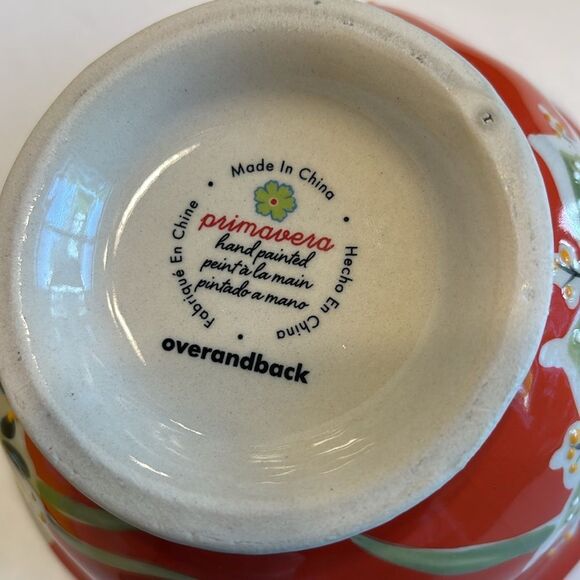 Made In China
primavera
hand painted
peint à la main
pintado a mano
Fabriqué En Chine
Hecho En China
overandback